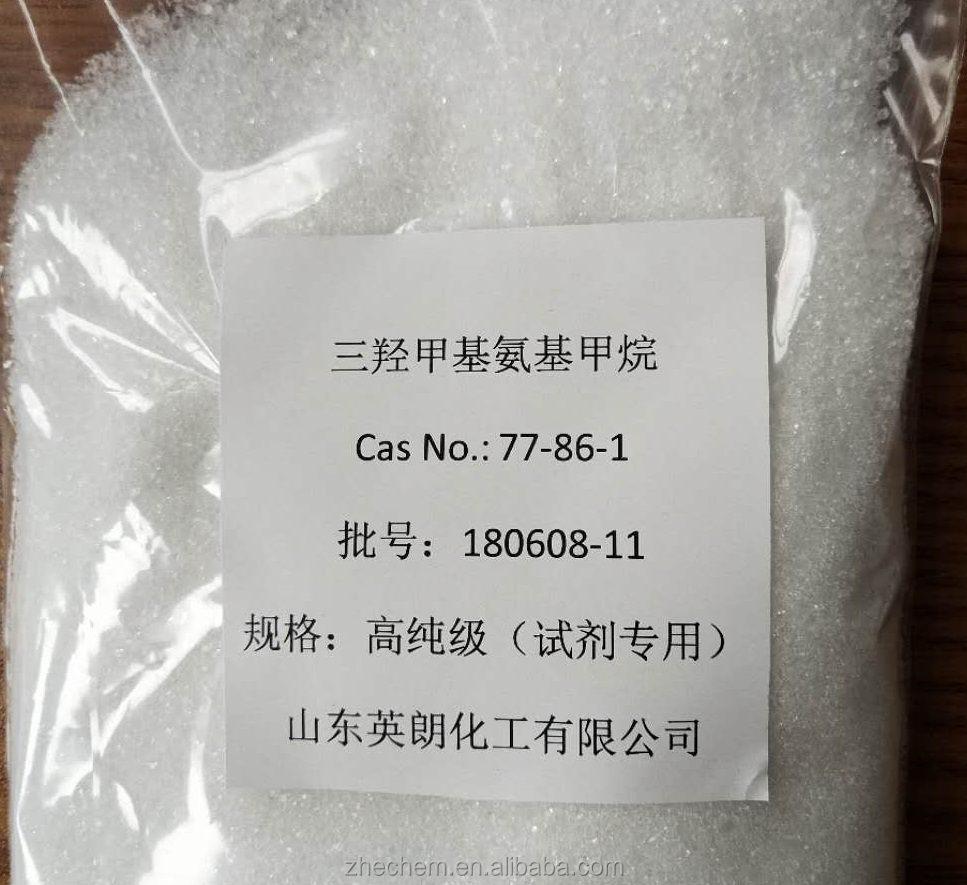 三羟甲基氨基甲烷
Cas No.: 77-86-1
批号：180608-11
规格：高纯级（试剂专用）
山东英朗化工有限公司
zhechem.en.alibaba.com